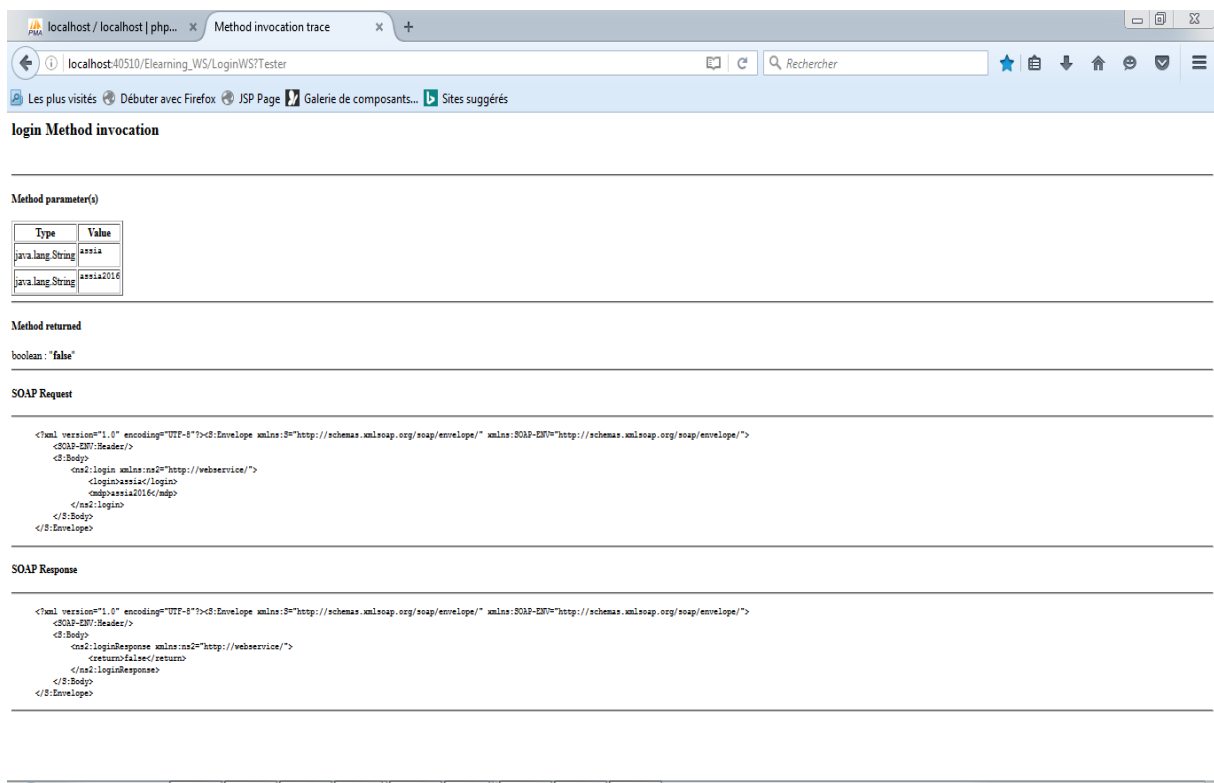 localhost / localhost | php...
Method invocation trace
localhost:40510/Elearning_WS/LoginWS?Tester
Rechercher
Les plus visités Débuter avec Firefox JSP Page Galerie de composants... Sites suggérés
login Method invocation
Method parameter(s)
Type Value
java.lang.String assia
java.lang.String assia2016
Method returned
boolean : "false"
SOAP Request
<?xml version="1.0" encoding="UTF-8"?><S:Envelope xmlns:S="http://schemas.xmlsoap.org/soap/envelope/" xmlns:SOAP-ENV="http://schemas.xmlsoap.org/soap/envelope/">
<SOAP-ENV:Header/>
<S:Body>
<ns2:login xmlns:ns2="http://webservice/">
<login>assia</login>
<mdp>assia2016</mdp>
</ns2:login>
</S:Body>
</S:Envelope>
SOAP Response
<?xml version="1.0" encoding="UTF-8"?><S:Envelope xmlns:S="http://schemas.xmlsoap.org/soap/envelope/" xmlns:SOAP-ENV="http://schemas.xmlsoap.org/soap/envelope/">
<SOAP-ENV:Header/>
<S:Body>
<ns2:loginResponse xmlns:ns2="http://webservice/">
<return>false</return>
</ns2:loginResponse>
</S:Body>
</S:Envelope>